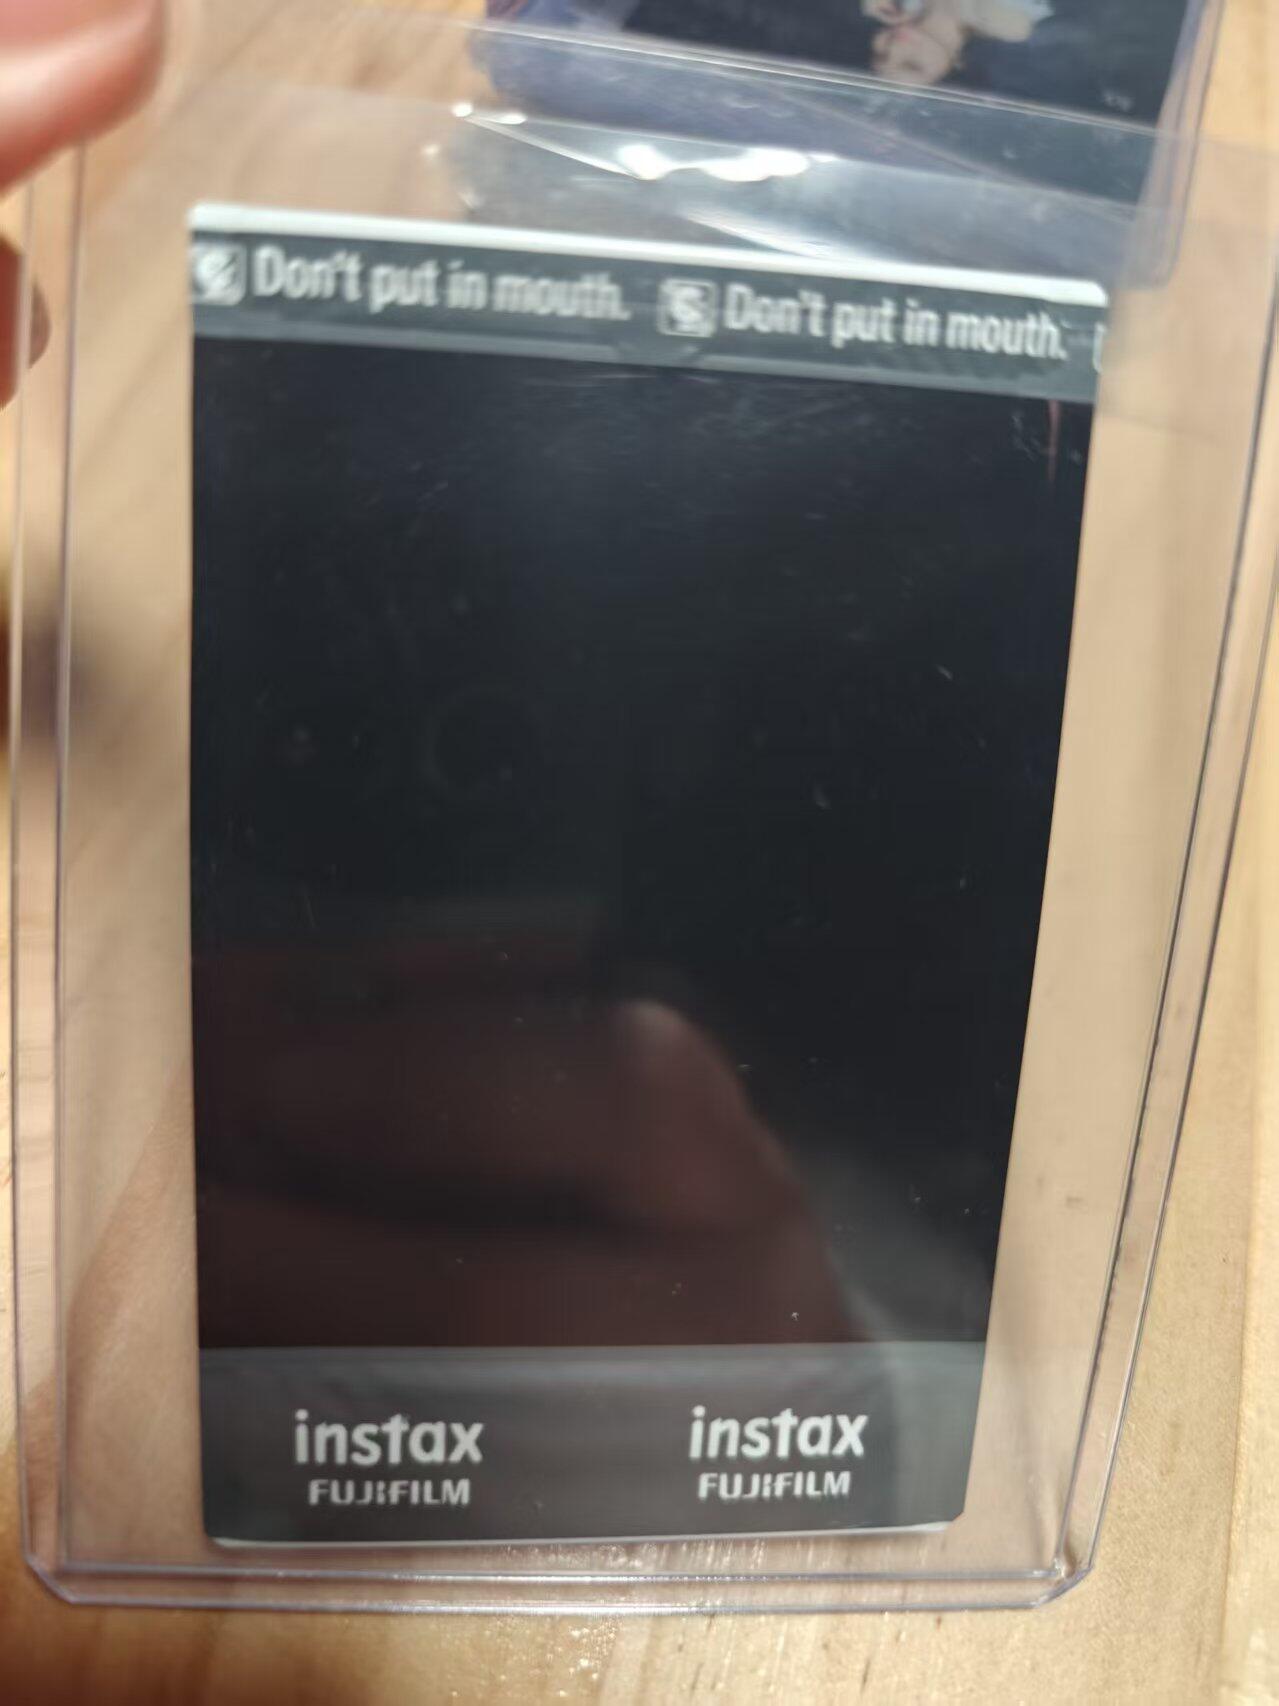 Don't put in mouth. Don't put in mouth.
instax instax
FUJIFILM FUJIFILM